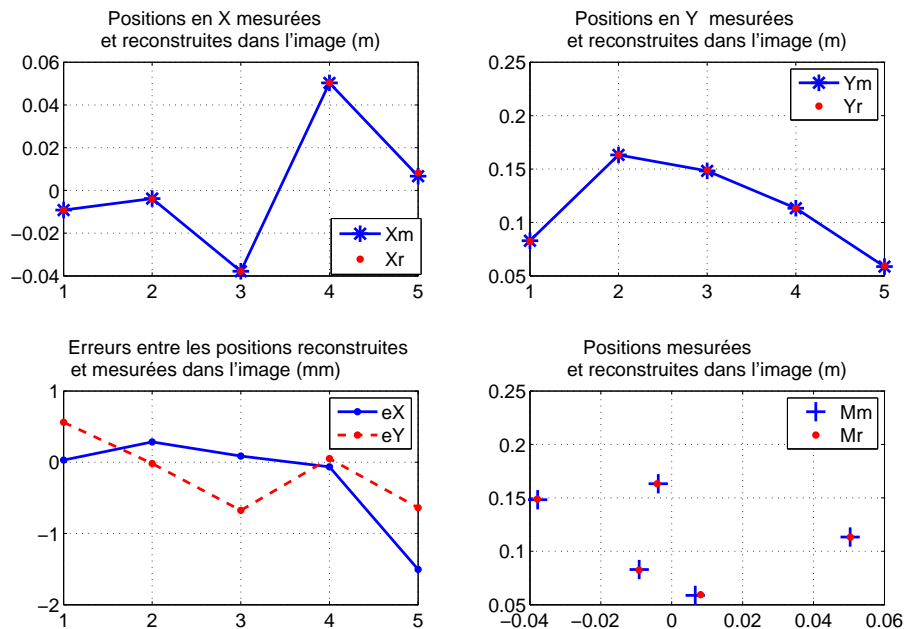 Positions en X mesurées
et reconstruites dans l'image (m)
0.06
0.04
0.02
0
−0.02
−0.04
1 2 3 4 5
Xm
Xr
Positions en Y mesurées
et reconstruites dans l'image (m)
0.25
0.2
0.15
0.1
0.05
1 2 3 4 5
Ym
Yr
Erreurs entre les positions reconstruites
et mesurées dans l'image (mm)
1
0
−1
−2
1 2 3 4 5
eX
eY
Positions mesurées
et reconstruites dans l'image (m)
0.25
0.2
0.15
0.1
0.05
−0.04 −0.02 0 0.02 0.04 0.06
Mm
Mr